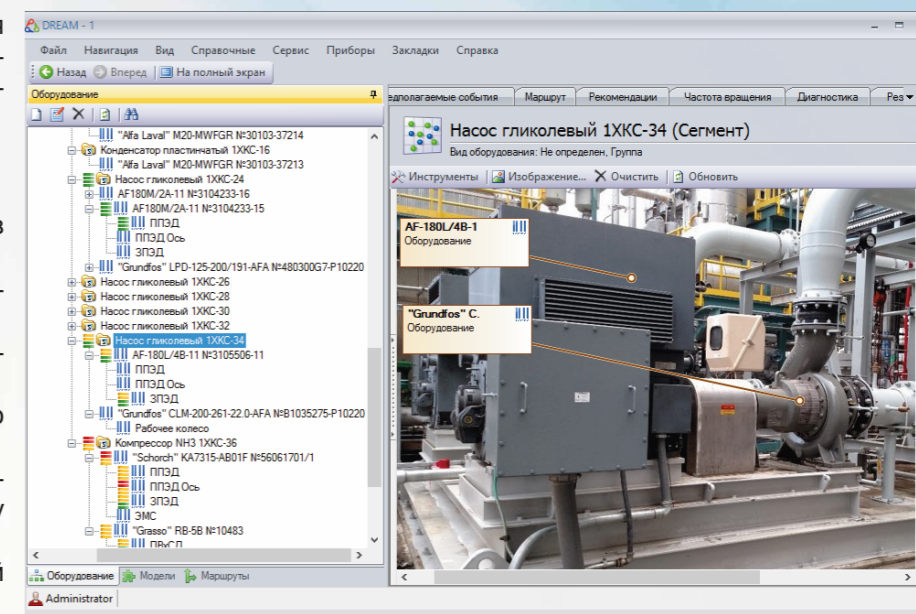 DREAM - 1
Файл Навигация Вид Справочные Сервис Приборы Закладки Справка
Назад Вперед На полный экран
Оборудование
"Alfa Laval" M20-MWFGR №30103-37214
Конденсатор пластинчатый 1ХКС-16
"Alfa Laval" M20-MWFGR №30103-37213
Насос гликолевый 1ХКС-24
AF180M/2A-11 №3104233-16
AF180M/2A-11 №3104233-15
ППЭД
ППЭД Ось
ЗПЭД
"Grundfos" LPD-125-200/191-AFA №480300G7-P10220
Насос гликолевый 1ХКС-26
Насос гликолевый 1ХКС-28
Насос гликолевый 1ХКС-30
Насос гликолевый 1ХКС-32
Насос гликолевый 1ХКС-34
AF-180L/4B-11 №3105506-11
ППЭД
ППЭД Ось
ЗПЭД
"Grundfos" CLM-200-261-22.0-AFA №B1035275-P10220
Рабочее колесо
Компрессор NH3 1ХКС-36
"Schorch" KA7315-AB01F №56061701/1
ППЭД
ППЭД Ось
ЗПЭД
ЭМС
"Grasso" RB-5B №10483
ПВуСД
Оборудование Модели Маршруты
Administrator
едполагаемые события Маршрут Рекомендации Частота вращения Диагностика Рез
Насос гликолевый 1ХКС-34 (Сегмент)
Вид оборудования: Не определен, Группа
Инструменты Изображение... Очистить Обновить
AF-180L/4B-1
Оборудование
"Grundfos" C.
Оборудование